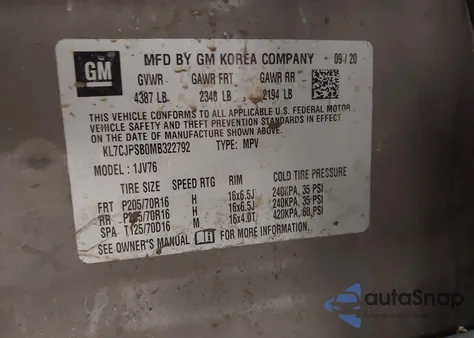 GM
MFD BY GM KOREA COMPANY 09/20
GVWR GAWR FRT GAWR RR
4387 LB 2340 LB 2194 LB
THIS VEHICLE CONFORMS TO ALL APPLICABLE U.S. FEDERAL MOTOR
VEHICLE SAFETY, BUMPER, AND THEFT PREVENTION STANDARDS IN EFFECT
ON THE DATE OF MANUFACTURE SHOWN ABOVE.
KL7CJPSB0MB322792 TYPE: MPV
MODEL: 1JV76
TIRE SIZE SPEED RTG RIM COLD TIRE PRESSURE
FRT P205/70R16 H 16x6.5J 240KPA, 35 PSI
RR P205/70R16 H 16x6.5J 240KPA, 35 PSI
SPA T125/70D16 M 16x4.0T 420KPA, 60 PSI
SEE OWNER'S MANUAL FOR MORE INFORMATION.
autoSnap